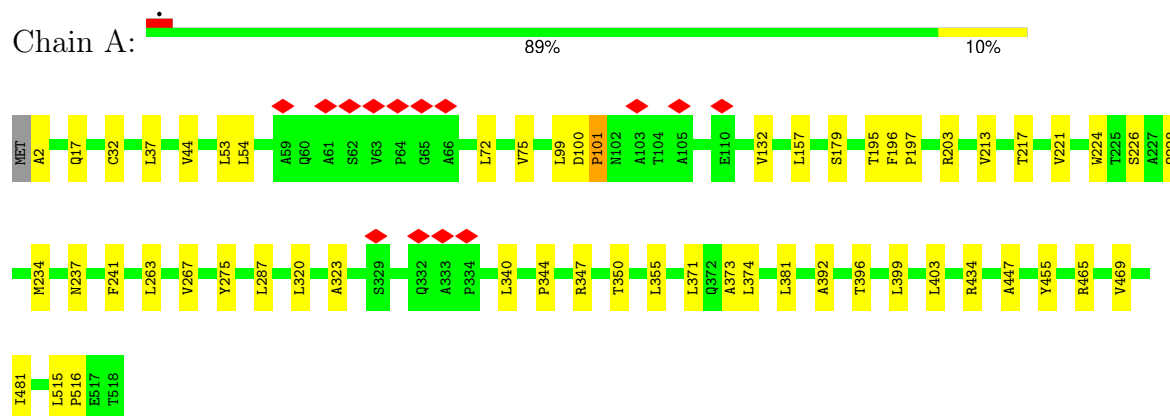 Chain A:
89% 10%
MET A2 Q17 C32 L37 V44 L53 L54 A59 Q60 A61 S62 V63 P64 G65 A66 L72 V75 L99 D100 P101 N102 A103 T104 A105 E110 V132 L157 S179 T195 F196 P197 R203 V213 T217 V221 W224 T225 S226 A227
M234 N237 F241 L263 V267 Y275 L287 L320 A323 S329 Q332 A333 P334 L340 P344 R347 T350 L355 L371 Q372 A373 L374 L381 A392 T396 L399 L403 R434 A447 Y455 R465 V469
I481 L515 P516 E517 T518